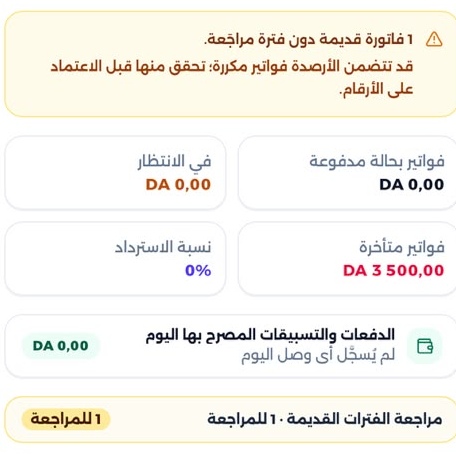 1 فاتورة قديمة دون فترة مراجَعة.
قد تتضمن الأرصدة فواتير مكررة؛ تحقق منها قبل الاعتماد
على الأرقام.
فواتير بحالة مدفوعة
DA 0,00
في الانتظار
DA 0,00
فواتير متأخرة
DA 3 500,00
نسبة الاسترداد
0%
الدفعات والتسبيقات المصرح بها اليوم
لم يُسجَّل أي وصل اليوم
DA 0,00
مراجعة الفترات القديمة · 1 للمراجعة
1 للمراجعة